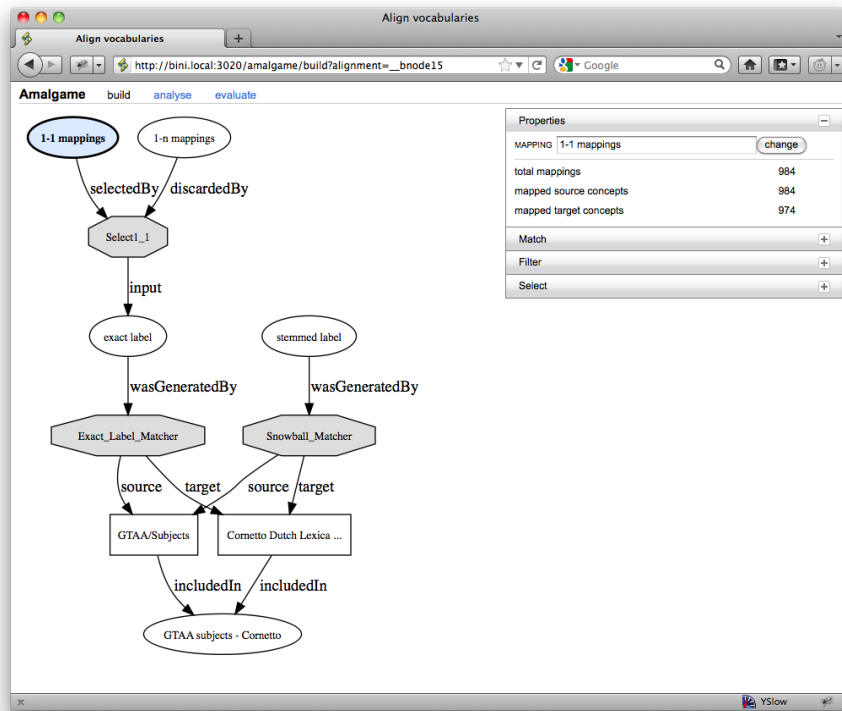 Align vocabularies
Align vocabularies
http://bini.local:3020/amalgame/build?alignment=__bnode15
Google
Amalgame build analyse evaluate
1-1 mappings
1-n mappings
selectedBy
discardedBy
Select1_1
input
exact label
stemmed label
wasGeneratedBy
wasGeneratedBy
Exact_Label_Matcher
Snowball_Matcher
source
target
source
target
GTAA/Subjects
Cornetto Dutch Lexica ...
includedIn
includedIn
GTAA subjects - Cornetto
Properties
MAPPING 1-1 mappings change
total mappings 984
mapped source concepts 984
mapped target concepts 974
Match
Filter
Select
YSlow